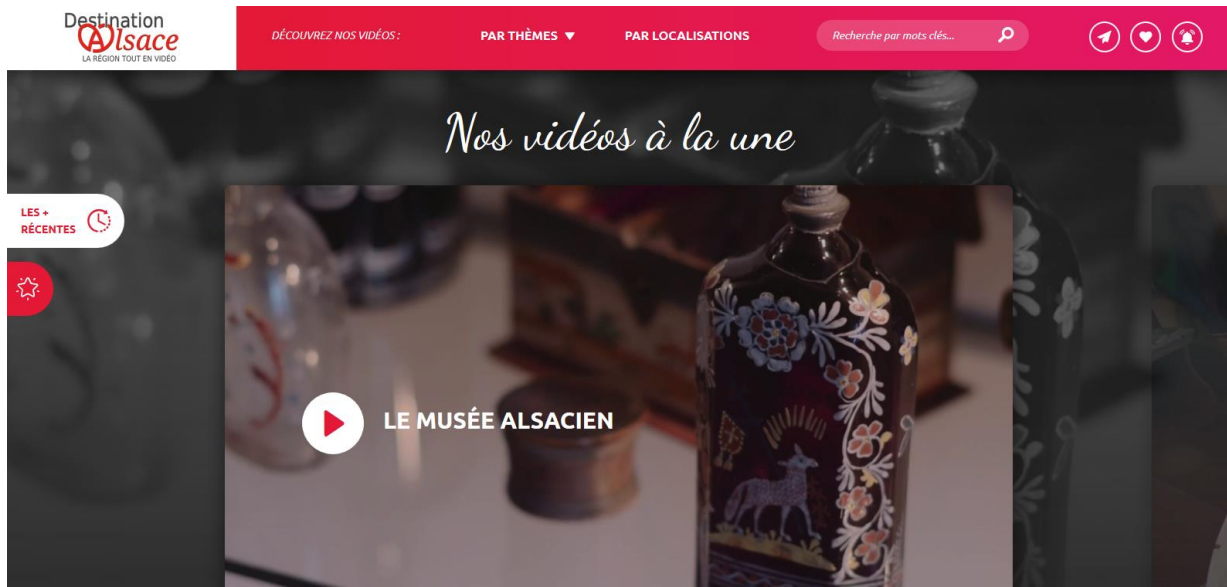 Destination
Alsace
LA RÉGION TOUT EN VIDÉO
DÉCOUVREZ NOS VIDÉOS :
PAR THÈMES ▼
PAR LOCALISATIONS
Recherche par mots clés...
Nos vidéos à la une
LES +
RÉCENTES
LE MUSÉE ALSACIEN